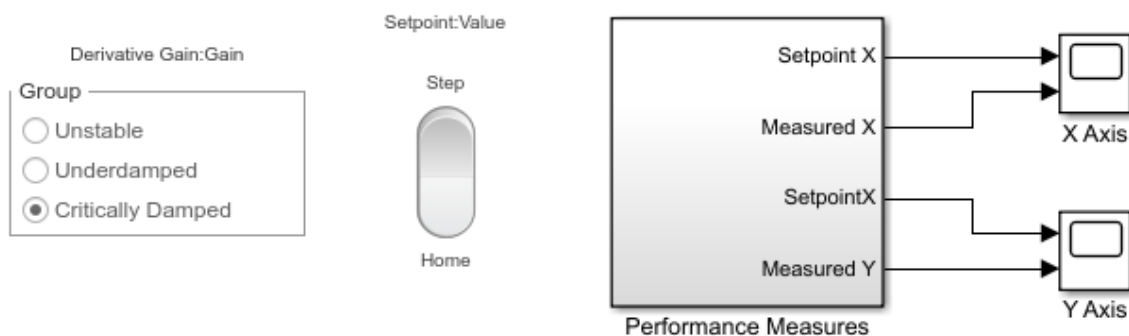 Derivative Gain:Gain
Group
Unstable
Underdamped
Critically Damped
Setpoint:Value
Step
Home
Setpoint X
Measured X
SetpointX
Measured Y
Performance Measures
X Axis
Y Axis